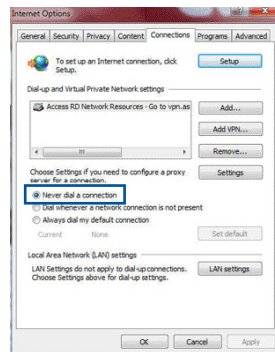 Internet Options
General Security Privacy Content Connections Programs Advanced
To set up an Internet connection, click
Setup.
Setup
Dial-up and Virtual Private Network settings
Access RD Network Resources - Go to vpn.as
Add...
Add VPN...
Remove...
Choose Settings if you need to configure a proxy
server for a connection.
Settings
Never dial a connection
Dial whenever a network connection is not present
Always dial my default connection
Current None
Set default
Local Area Network (LAN) settings
LAN Settings do not apply to dial-up connections.
Choose Settings above for dial-up settings.
LAN settings
OK Cancel Apply